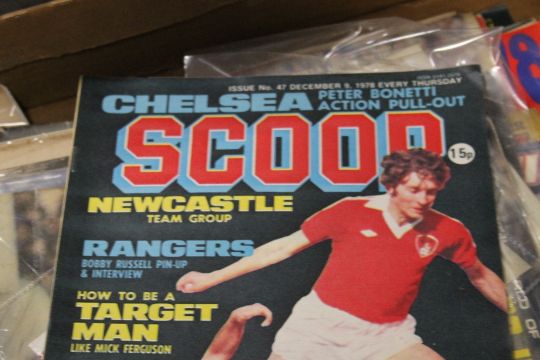 ISSUE No. 47 DECEMBER 9, 1978 EVERY THURSDAY
CHELSEA
PETER BONETTI
ACTION PULL-OUT
SCOOP
15p
NEWCASTLE
TEAM GROUP
RANGERS
BOBBY RUSSELL PIN-UP
& INTERVIEW
HOW TO BE A
TARGET
MAN
LIKE MICK FERGUSON
8